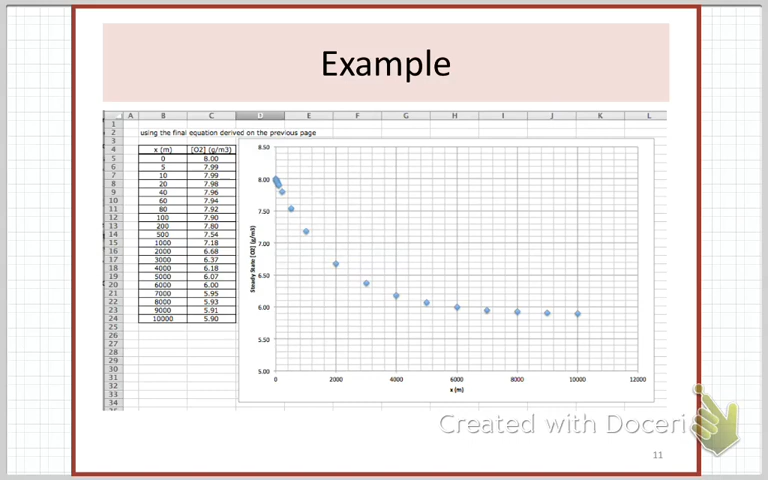 Example
A B C D E F G H I J K L
1
2 using the final equation derived on the previous page
3
4 x (m) [O2] (g/m3)
5 0 8.00
6 5 7.99
7 10 7.99
8 20 7.98
9 40 7.96
10 60 7.94
11 80 7.92
12 100 7.90
13 200 7.80
14 500 7.54
15 1000 7.18
16 2000 6.68
17 3000 6.37
18 4000 6.18
19 5000 6.07
20 6000 6.00
21 7000 5.95
22 8000 5.93
23 9000 5.91
24 10000 5.90
25
26
27
28
29
30
31
32
33
34
8.50
8.00
7.50
7.00
6.50
6.00
5.50
5.00
Steady State [O2] (g/m3)
0 2000 4000 6000 8000 10000 12000
x (m)
Created with Doceri
11